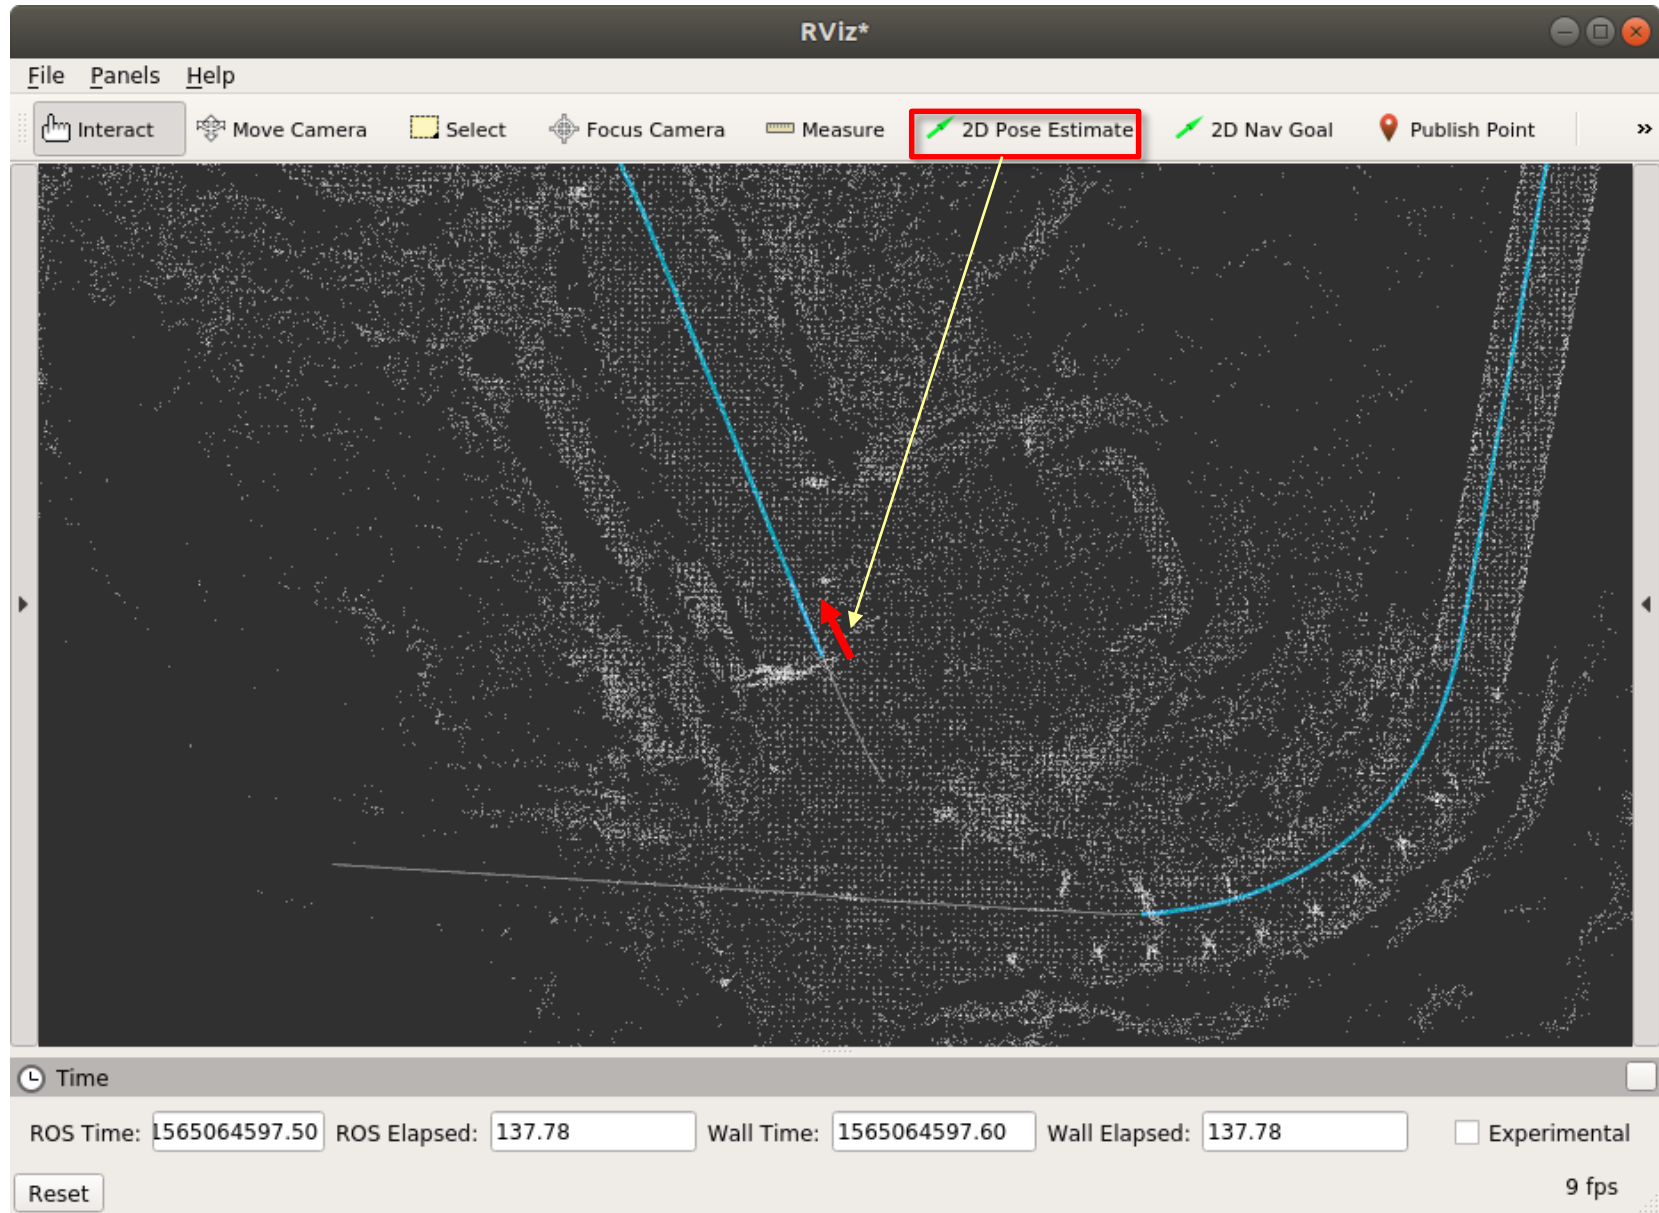 RViz*
File Panels Help
Interact Move Camera Select Focus Camera Measure 2D Pose Estimate 2D Nav Goal Publish Point »
Time
ROS Time: 1565064597.50 ROS Elapsed: 137.78 Wall Time: 1565064597.60 Wall Elapsed: 137.78 Experimental
Reset 9 fps